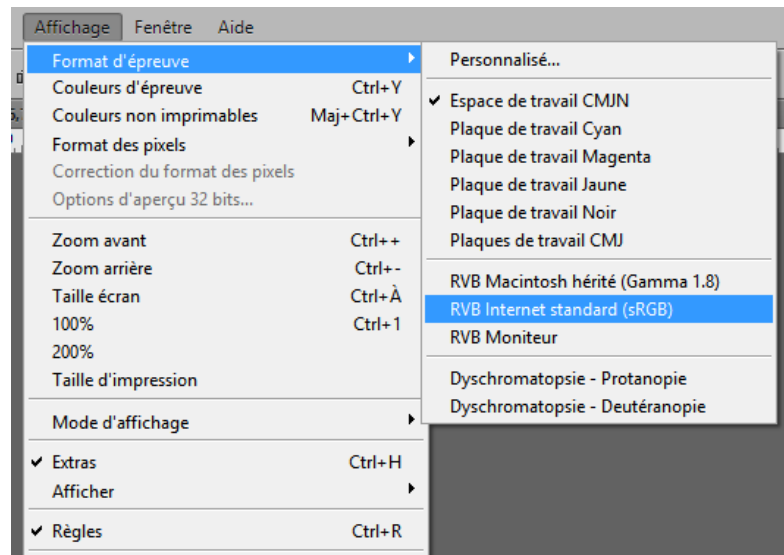 Affichage Fenêtre Aide
Format d'épreuve
Couleurs d'épreuve Ctrl+Y
Couleurs non imprimables Maj+Ctrl+Y
Format des pixels
Correction du format des pixels
Options d'aperçu 32 bits...
Zoom avant Ctrl++
Zoom arrière Ctrl+-
Taille écran Ctrl+À
100% Ctrl+1
200%
Taille d'impression
Mode d'affichage
Extras Ctrl+H
Afficher
Règles Ctrl+R
Personnalisé...
Espace de travail CMJN
Plaque de travail Cyan
Plaque de travail Magenta
Plaque de travail Jaune
Plaque de travail Noir
Plaques de travail CMJ
RVB Macintosh hérité (Gamma 1.8)
RVB Internet standard (sRGB)
RVB Moniteur
Dyschromatopsie - Protanopie
Dyschromatopsie - Deutéranopie